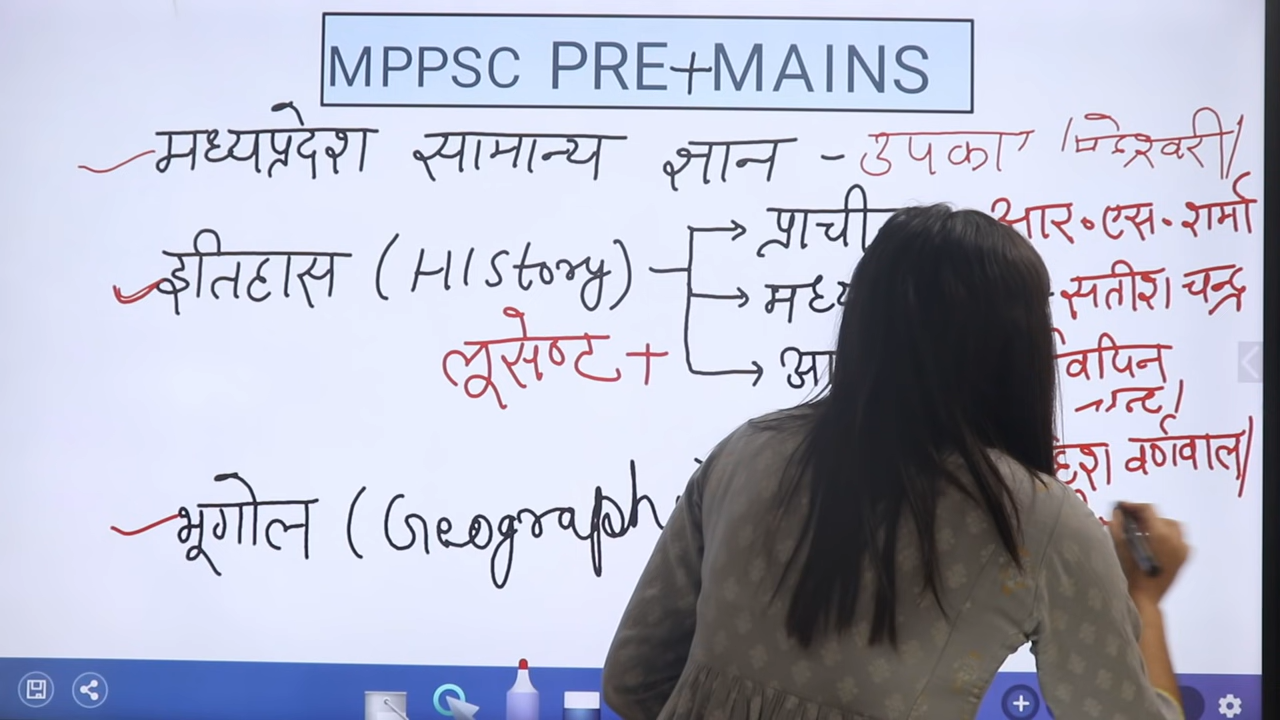 MPPSC PRE+MAINS
मध्यप्रदेश सामान्य ज्ञान - उपकार /
इतिहास (HIStory)
प्राची
आर.एस.शर्मा
मध्य
- सतीश चन्द्र
लूसेण्ट +
आ
विपिन
चन्द्र /
भूगोल (Geograph
वर्णवाल /